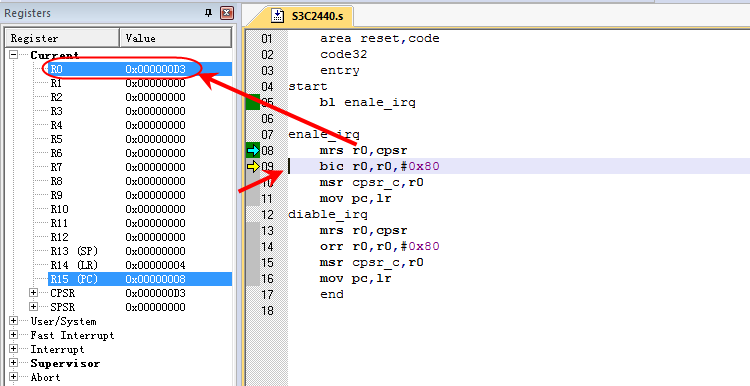 Registers
Register Value
Current
R0 0x000000D3
R1 0x00000000
R2 0x00000000
R3 0x00000000
R4 0x00000000
R5 0x00000000
R6 0x00000000
R7 0x00000000
R8 0x00000000
R9 0x00000000
R10 0x00000000
R11 0x00000000
R12 0x00000000
R13 (SP) 0x00000000
R14 (LR) 0x00000004
R15 (PC) 0x00000008
CPSR 0x000000D3
SPSR 0x00000000
User/System
Fast Interrupt
Interrupt
Supervisor
Abort
S3C2440.s
01 area reset,code
02 code32
03 entry
04 start
05 bl enale_irq
06
07 enale_irq
08 mrs r0,cpsr
09 bic r0,r0,#0x80
10 msr cpsr_c,r0
11 mov pc,lr
12 diable_irq
13 mrs r0,cpsr
14 orr r0,r0,#0x80
15 msr cpsr_c,r0
16 mov pc,lr
17 end
18